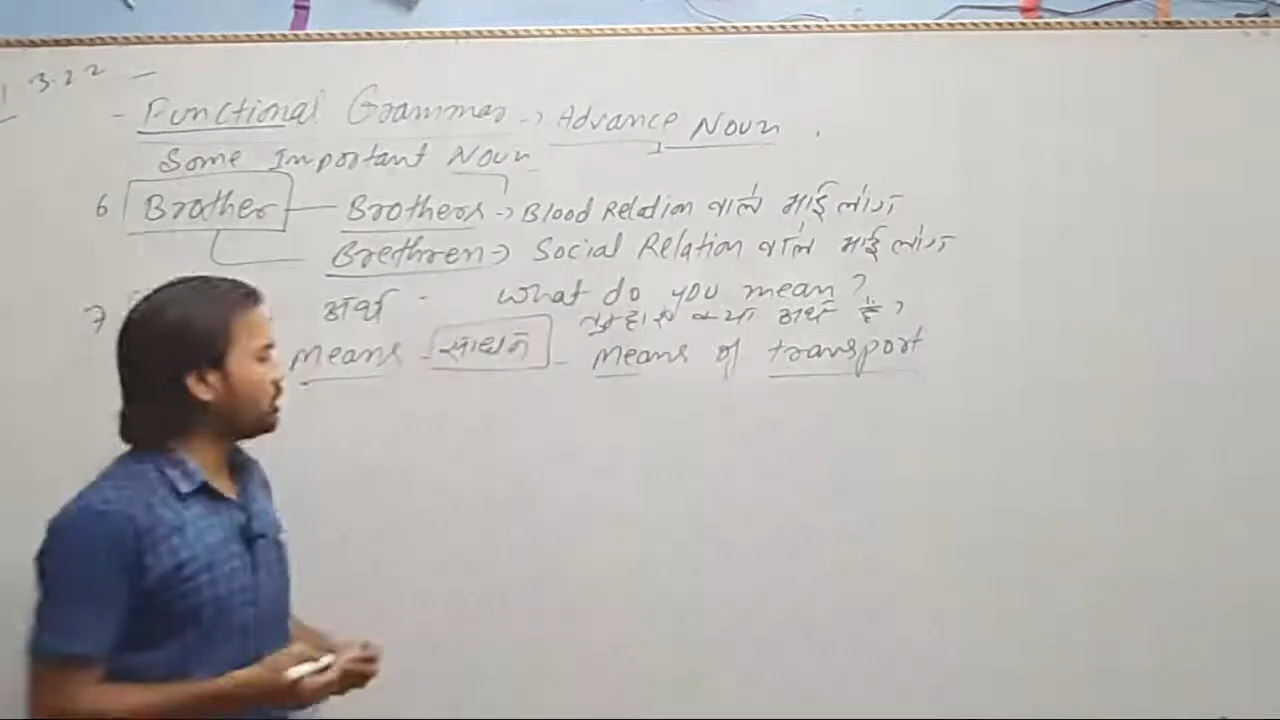 3.22 -
- Functional Grammar -> Advance Noun .
Some Important Noun
6 Brother - Brothers -> Blood Relation वाले भाई लोग
Brethren -> Social Relation वाले भाई लोग
7 अर्थ - What do you mean ?
तुम्हारा क्या अर्थ है ?
Means - साधन - means of transport